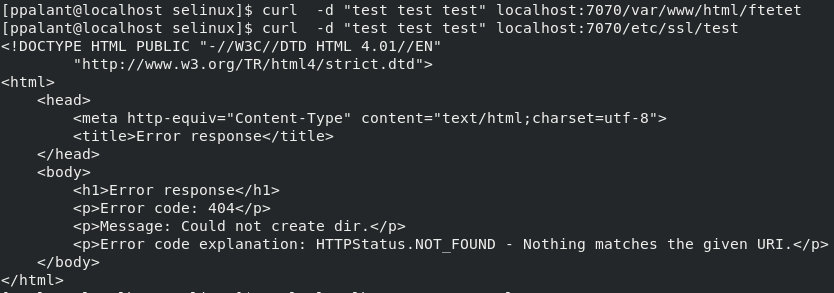 [ppalant@localhost selinux]$ curl  -d "test test test" localhost:7070/var/www/html/ftetet
[ppalant@localhost selinux]$ curl  -d "test test test" localhost:7070/etc/ssl/test
<!DOCTYPE HTML PUBLIC "-//W3C//DTD HTML 4.01//EN"
        "http://www.w3.org/TR/html4/strict.dtd">
<html>
    <head>
        <meta http-equiv="Content-Type" content="text/html;charset=utf-8">
        <title>Error response</title>
    </head>
    <body>
        <h1>Error response</h1>
        <p>Error code: 404</p>
        <p>Message: Could not create dir.</p>
        <p>Error code explanation: HTTPStatus.NOT_FOUND - Nothing matches the given URI.</p>
    </body>
</html>